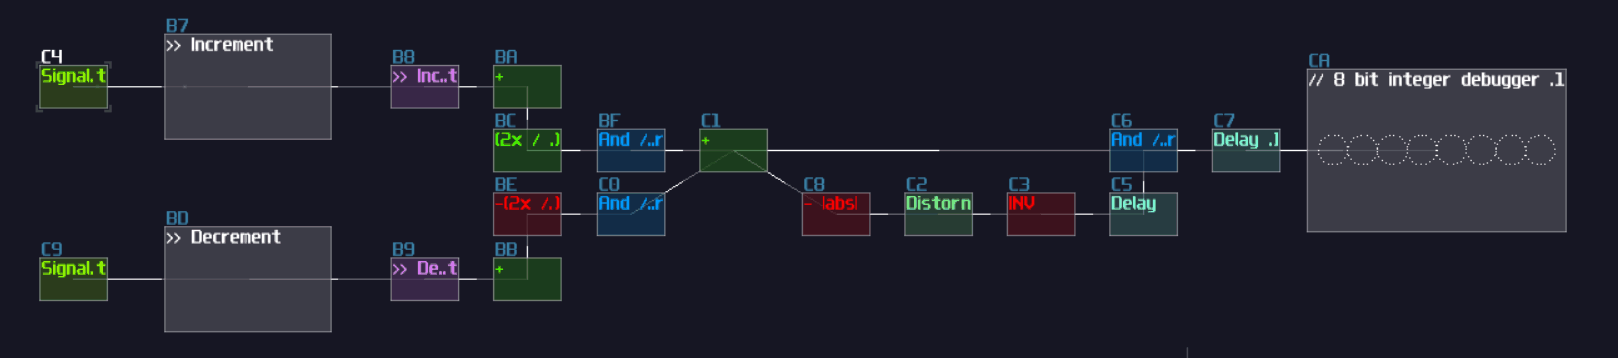 B7
>> Increment
C4
Signal.t
B8
>> Inc..t
BA
+
CA
// 8 bit integer debugger .l
BC
(2x / .)
BF
And /..r
C1
+
C6
And /..r
C7
Delay .]
BE
-(2x /.)
C0
And /..r
C8
- |abs|
C2
Distorn
C3
INV
C5
Delay
BD
>> Decrement
C9
Signal.t
B9
>> De..t
BB
+